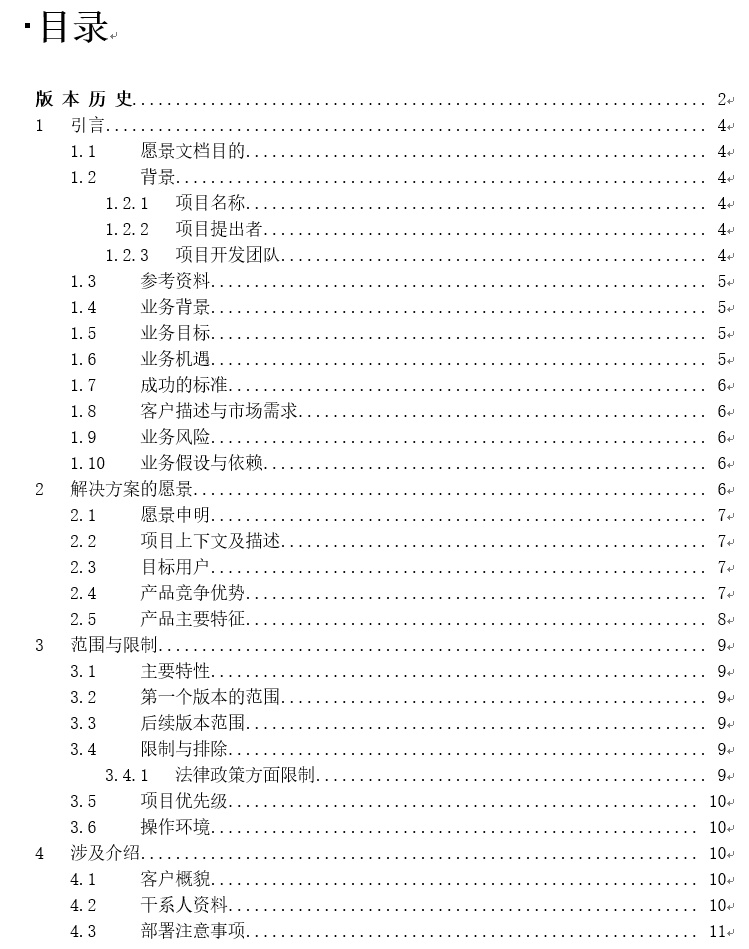 ▪目录
版 本 历 史 2
1 引言 4
1.1 愿景文档目的 4
1.2 背景 4
1.2.1 项目名称 4
1.2.2 项目提出者 4
1.2.3 项目开发团队 4
1.3 参考资料 5
1.4 业务背景 5
1.5 业务目标 5
1.6 业务机遇 5
1.7 成功的标准 6
1.8 客户描述与市场需求 6
1.9 业务风险 6
1.10 业务假设与依赖 6
2 解决方案的愿景 6
2.1 愿景申明 7
2.2 项目上下文及描述 7
2.3 目标用户 7
2.4 产品竞争优势 7
2.5 产品主要特征 8
3 范围与限制 9
3.1 主要特性 9
3.2 第一个版本的范围 9
3.3 后续版本范围 9
3.4 限制与排除 9
3.4.1 法律政策方面限制 9
3.5 项目优先级 10
3.6 操作环境 10
4 涉及介绍 10
4.1 客户概貌 10
4.2 干系人资料 10
4.3 部署注意事项 11